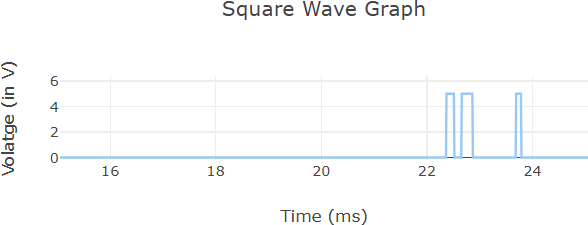 Square Wave Graph
Volatge (in V)
6
4
2
0
16 18 20 22 24
Time (ms)